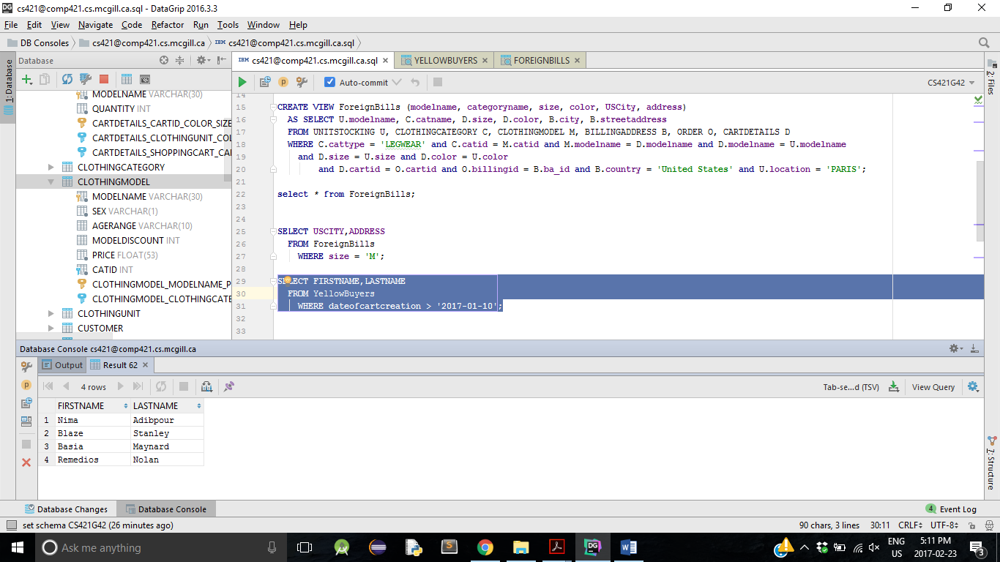 cs421@comp421.cs.mcgill.ca.sql - DataGrip 2016.3.3
File Edit View Navigate Code Refactor Run Tools Window Help
DB Consoles cs421@comp421.cs.mcgill.ca cs421@comp421.cs.mcgill.ca.sql
1: Database
Database
MODELNAME VARCHAR(30)
QUANTITY INT
CARTDETAILS_CARTID_COLOR_SIZE
CARTDETAILS_CLOTHINGUNIT_COL
CARTDETAILS_SHOPPINGCART_CAR
CLOTHINGCATEGORY
CLOTHINGMODEL
MODELNAME VARCHAR(30)
SEX VARCHAR(1)
AGERANGE VARCHAR(10)
MODELDISCOUNT INT
PRICE FLOAT(53)
CATID INT
CLOTHINGMODEL_MODELNAME_P
CLOTHINGMODEL_CLOTHINGCATE
CLOTHINGUNIT
CUSTOMER
cs421@comp421.cs.mcgill.ca.sql YELLOWBUYERS FOREIGNBILLS
Auto-commit CS421G42
14
15 CREATE VIEW ForeignBills (modelname, categoryname, size, color, USCity, address)
16 AS SELECT U.modelname, C.catname, D.size, D.color, B.city, B.streetaddress
17 FROM UNITSTOCKING U, CLOTHINGCATEGORY C, CLOTHINGMODEL M, BILLINGADDRESS B, ORDER O, CARTDETAILS D
18 WHERE C.cattype = 'LEGWEAR' and C.catid = M.catid and M.modelname = D.modelname and D.modelname = U.modelname
19 and D.size = U.size and D.color = U.color
20 and D.cartid = O.cartid and O.billingid = B.ba_id and B.country = 'United States' and U.location = 'PARIS';
21
22 select * from ForeignBills;
23
24
25 SELECT USCITY,ADDRESS
26 FROM ForeignBills
27 WHERE size = 'M';
28
29 SELECT FIRSTNAME,LASTNAME
30 FROM YellowBuyers
31 WHERE dateofcartcreation > '2017-01-10';
32
33
2: Files
7: Structure
Database Console cs421@comp421.cs.mcgill.ca
Output Result 62
4 rows Tab-se...d (TSV) View Query
FIRSTNAME LASTNAME
1 Nima Adibpour
2 Blaze Stanley
3 Basia Maynard
4 Remedios Nolan
Database Changes Database Console 4 Event Log
set schema CS421G42 (26 minutes ago) 90 chars, 3 lines 30:11 CRLF UTF-8
Ask me anything
ENG
US
5:11 PM
2017-02-23
3